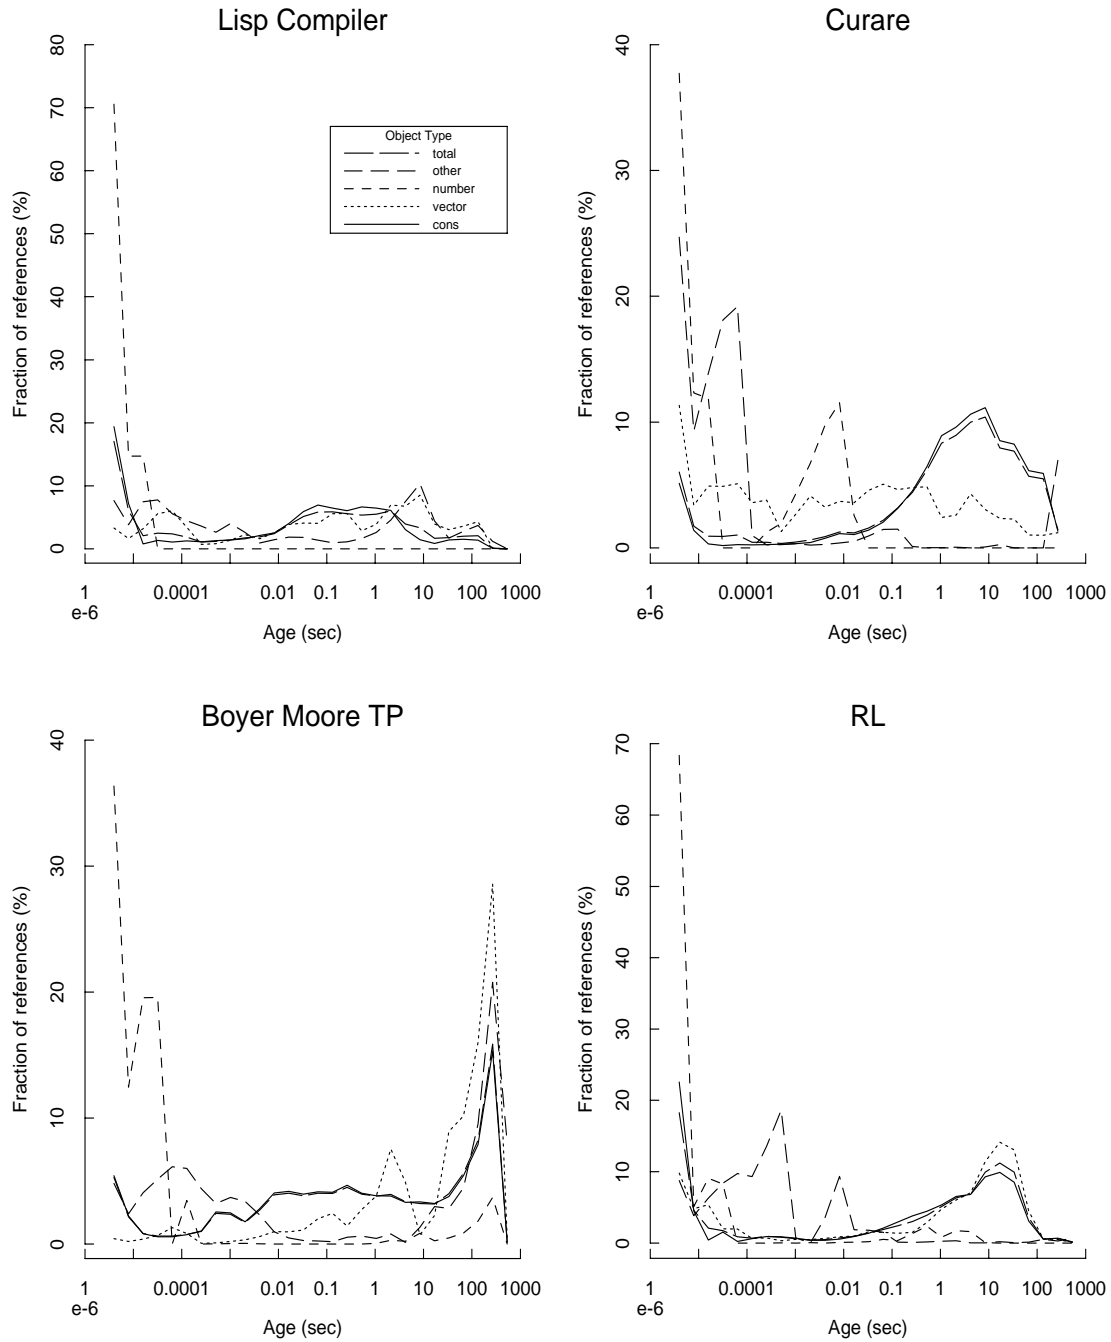 Lisp Compiler
Fraction of references (%)
80
70
60
50
40
30
20
10
0
Object Type
total
other
number
vector
cons
1 0.0001 0.01 0.1 1 10 100 1000
e-6
Age (sec)
Curare
Fraction of references (%)
40
30
20
10
0
1 0.0001 0.01 0.1 1 10 100 1000
e-6
Age (sec)
Boyer Moore TP
Fraction of references (%)
40
30
20
10
0
1 0.0001 0.01 0.1 1 10 100 1000
e-6
Age (sec)
RL
Fraction of references (%)
70
60
50
40
30
20
10
0
1 0.0001 0.01 0.1 1 10 100 1000
e-6
Age (sec)